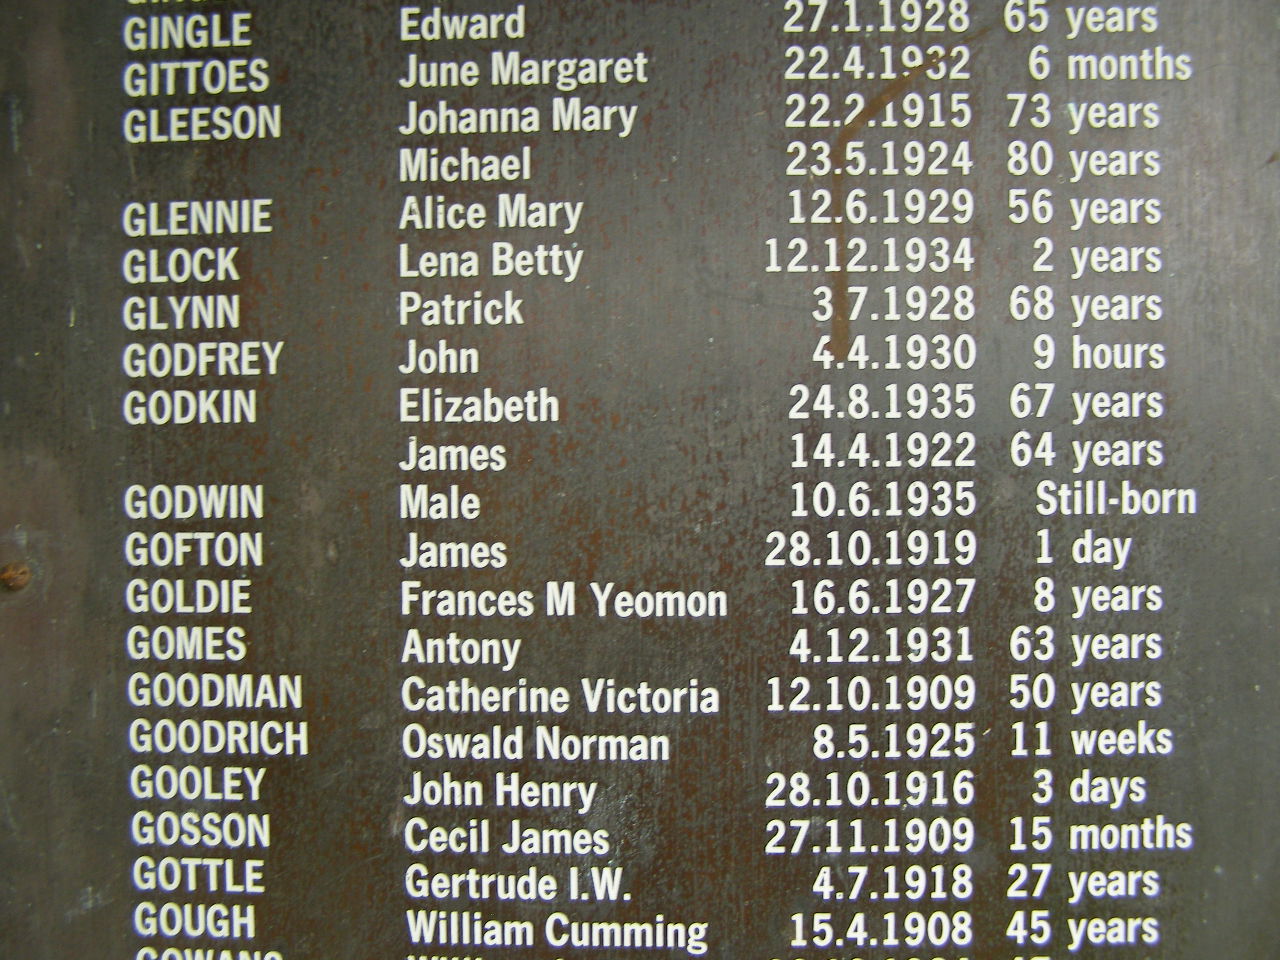 GINGLE Edward 27.1.1928 65 years
GITTOES June Margaret 22.4.1932 6 months
GLEESON Johanna Mary 22.2.1915 73 years
Michael 23.5.1924 80 years
GLENNIE Alice Mary 12.6.1929 56 years
GLOCK Lena Betty 12.12.1934 2 years
GLYNN Patrick 3 7.1928 68 years
GODFREY John 4.4.1930 9 hours
GODKIN Elizabeth 24.8.1935 67 years
James 14.4.1922 64 years
GODWIN Male 10.6.1935 Still-born
GOFTON James 28.10.1919 1 day
GOLDIE Frances M Yeomon 16.6.1927 8 years
GOMES Antony 4.12.1931 63 years
GOODMAN Catherine Victoria 12.10.1909 50 years
GOODRICH Oswald Norman 8.5.1925 11 weeks
GOOLEY John Henry 28.10.1916 3 days
GOSSON Cecil James 27.11.1909 15 months
GOTTLE Gertrude I.W. 4.7.1918 27 years
GOUGH William Cumming 15.4.1908 45 years